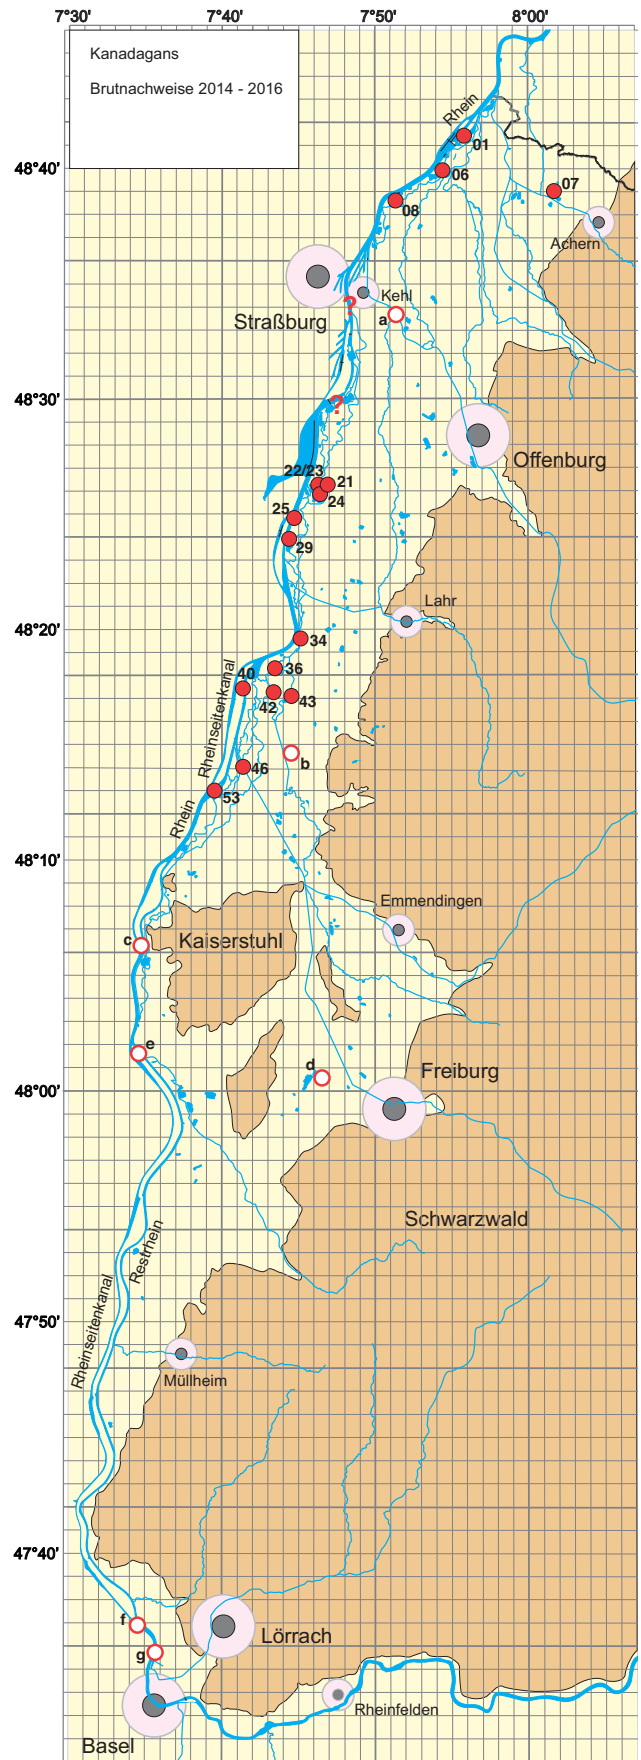 7°30' 7°40' 7°50' 8°00'
Kanadagans
Brutnachweise 2014 - 2016
Rhein
01
48°40'
06
07
08
Achern
Kehl
Straßburg
?
a
48°30'
?
Offenburg
22/23
21
24
25
29
Lahr
48°20'
34
36
40
42
43
Rheinseitenkanal
b
46
53
Rhein
48°10'
Emmendingen
c
Kaiserstuhl
e
d
Freiburg
48°00'
Schwarzwald
Restrhein
Rheinseitenkanal
47°50'
Müllheim
47°40'
f
Lörrach
g
Rheinfelden
Basel